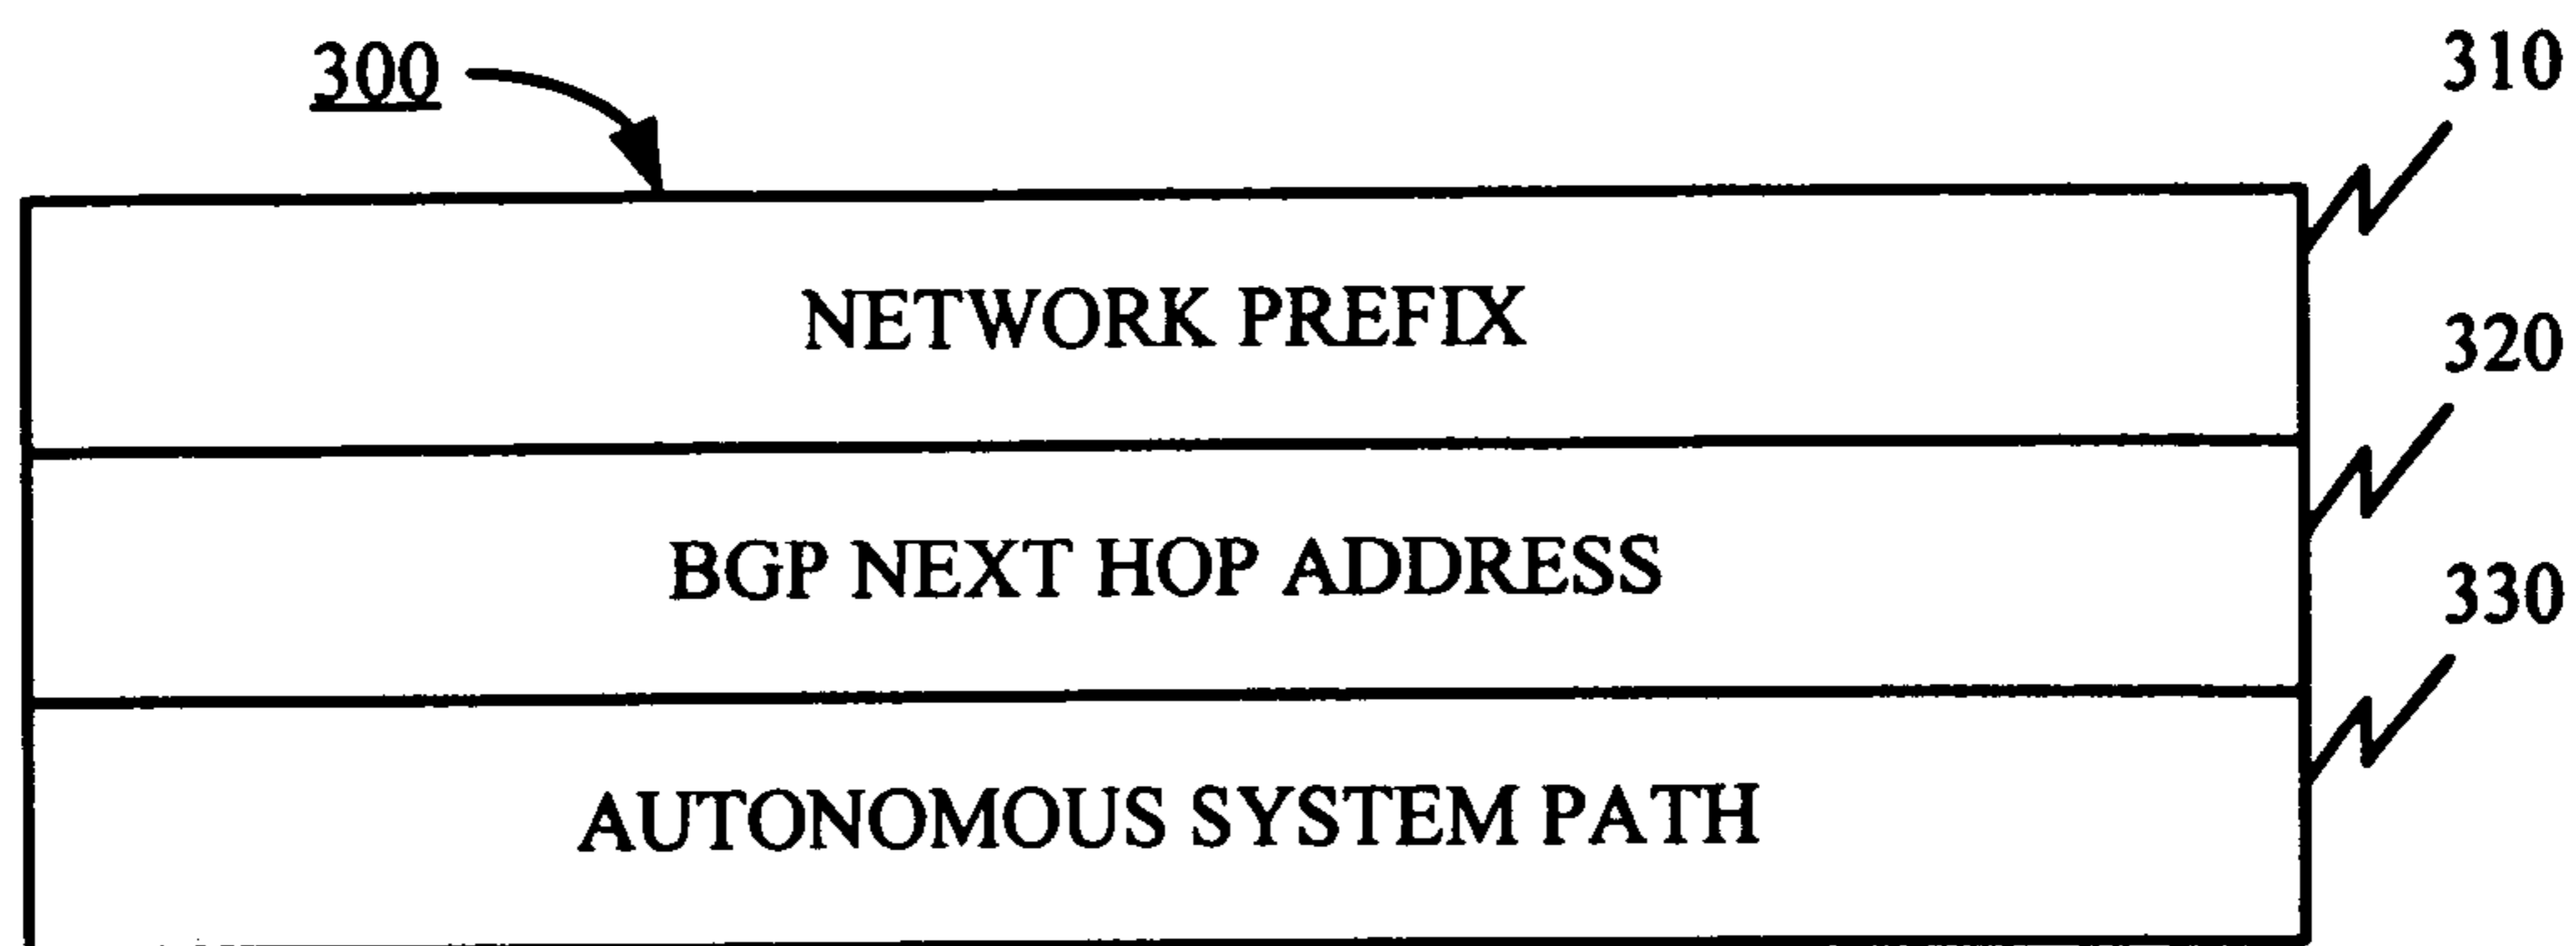 300
310
NETWORK PREFIX
320
BGP NEXT HOP ADDRESS
330
AUTONOMOUS SYSTEM PATH